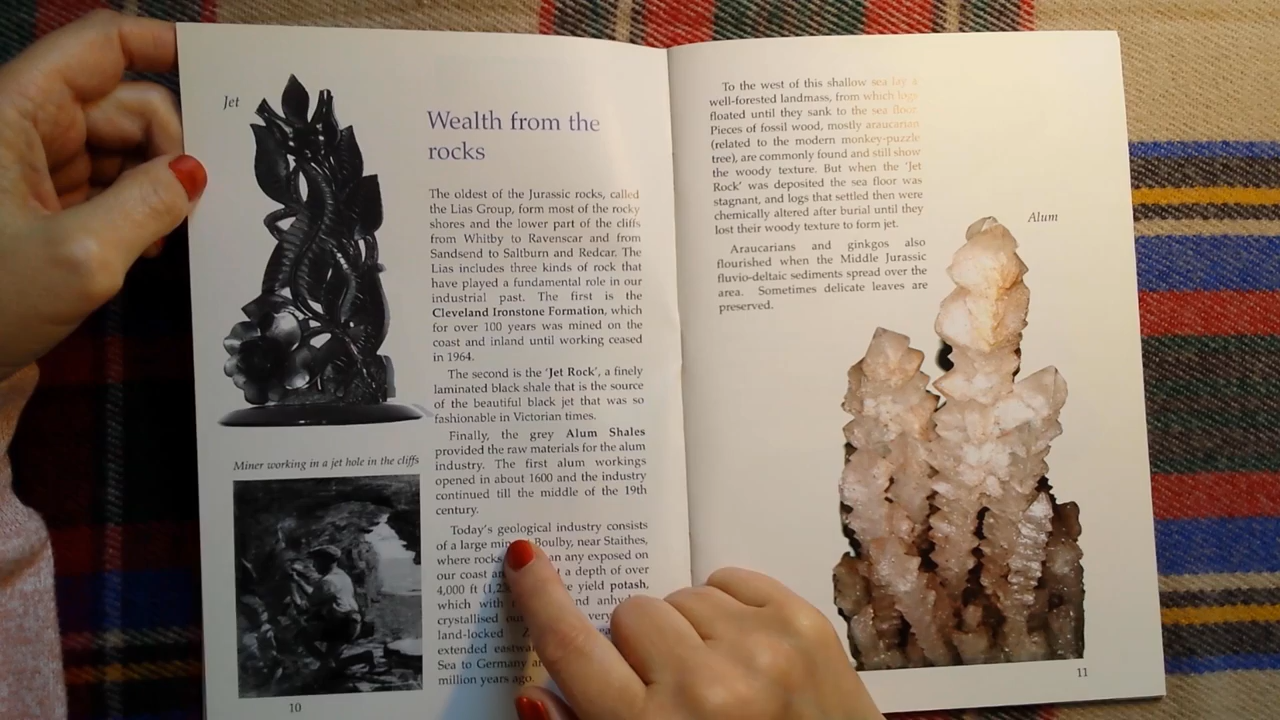 Jet
Wealth from the
rocks
The oldest of the Jurassic rocks, called
the Lias Group, form most of the rocky
shores and the lower part of the cliffs
from Whitby to Ravenscar and from
Sandsend to Saltburn and Redcar. The
Lias includes three kinds of rock that
have played a fundamental role in our
industrial past. The first is the
Cleveland Ironstone Formation, which
for over 100 years was mined on the
coast and inland until working ceased
in 1964.
The second is the 'Jet Rock', a finely
laminated black shale that is the source
of the beautiful black jet that was so
fashionable in Victorian times.
Finally, the grey Alum Shales
provided the raw materials for the alum
industry. The first alum workings
opened in about 1600 and the industry
continued till the middle of the 19th
century.
Today's geological industry consists
of a large Boulby, near Staithes,
where rocks any exposed on
our coast a depth of over
4,000 ft yield potash,
which with
crystallised very
land-locked
extended
Sea to Germany
million years ago.
Miner working in a jet hole in the cliffs
10
To the west of this shallow sea lay a
well-forested landmass, from which logs
floated until they sank to the sea floor.
Pieces of fossil wood, mostly araucarian
(related to the modern monkey-puzzle
tree), are commonly found and still show
the woody texture. But when the 'Jet
Rock' was deposited the sea floor was
stagnant, and logs that settled then were
chemically altered after burial until they
lost their woody texture to form jet.
Araucarians and ginkgos also
flourished when the Middle Jurassic
fluvio-deltaic sediments spread over the
area. Sometimes delicate leaves are
preserved.
Alum
11